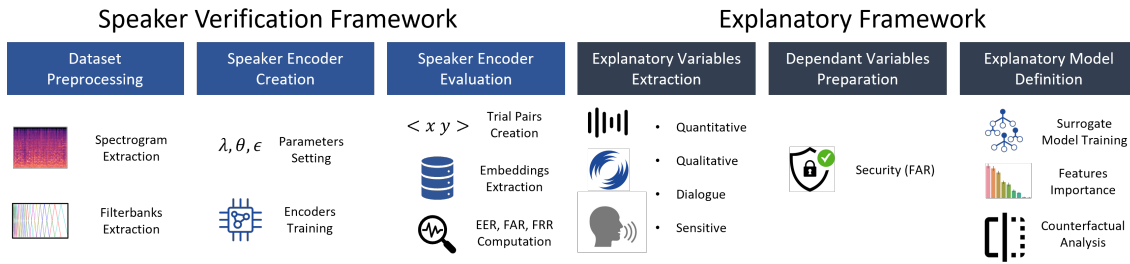 Speaker Verification Framework
Explanatory Framework
Dataset
Preprocessing
Speaker Encoder
Creation
Speaker Encoder
Evaluation
Explanatory Variables
Extraction
Dependant Variables
Preparation
Explanatory Model
Definition
Spectrogram
Extraction
Filterbanks
Extraction
λ, θ, ϵ
Parameters
Setting
Encoders
Training
< x y >
Trial Pairs
Creation
Embeddings
Extraction
EER, FAR, FRR
Computation
• Quantitative
• Qualitative
• Dialogue
• Sensitive
Security (FAR)
Surrogate
Model Training
Features
Importance
Counterfactual
Analysis